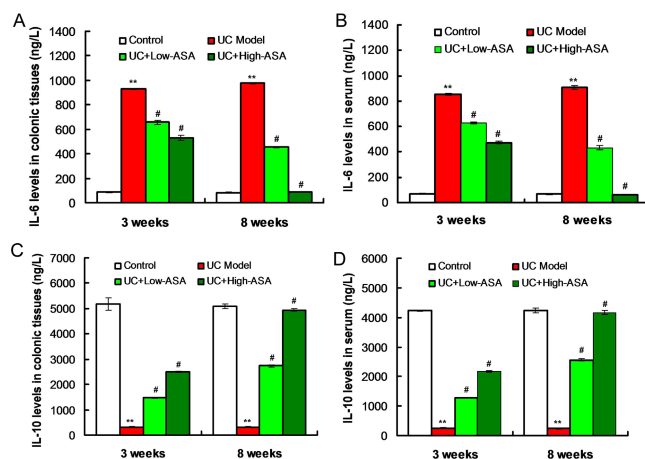 A
Control
UC Model
UC+Low-ASA
UC+High-ASA
IL-6 levels in colonic tissues (ng/L)
1400
1200
1000
800
600
400
200
0
**
#
#
**
#
#
3 weeks
8 weeks
B
Control
UC Model
UC+Low-ASA
UC+High-ASA
IL-6 levels in serum (ng/L)
1400
1200
1000
800
600
400
200
0
**
#
#
**
#
#
3 weeks
8 weeks
C
Control
UC Model
UC+Low-ASA
UC+High-ASA
IL-10 levels in colonic tissues (ng/L)
7000
6000
5000
4000
3000
2000
1000
0
**
#
#
**
#
#
3 weeks
8 weeks
D
Control
UC Model
UC+Low-ASA
UC+High-ASA
IL-10 levels in serum (ng/L)
6000
5000
4000
3000
2000
1000
0
**
#
#
**
#
#
3 weeks
8 weeks